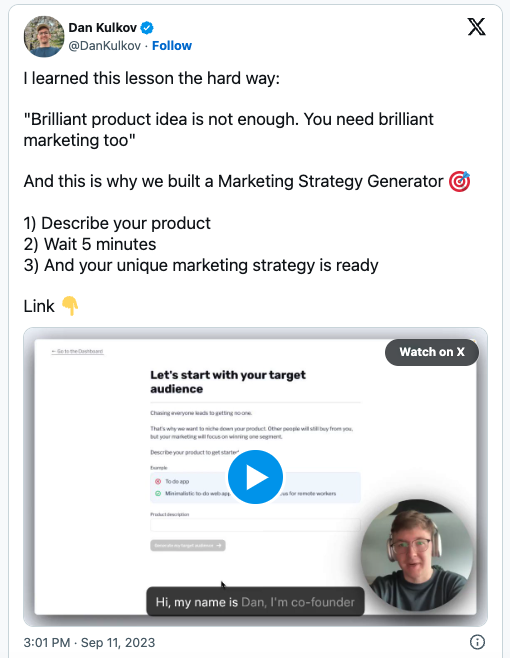 Dan Kulkov
@DanKulkov · Follow
I learned this lesson the hard way:
"Brilliant product idea is not enough. You need brilliant
marketing too"
And this is why we built a Marketing Strategy Generator 🎯
1) Describe your product
2) Wait 5 minutes
3) And your unique marketing strategy is ready
Link 👇
Watch on X
← Go to the Dashboard
Let's start with your target
audience
Chasing everyone leads to getting no one.
That's why we want to niche down your product. Other people will still buy from you,
but your marketing will focus on winning one segment.
Describe your product to get started
Example
To do app
Minimalistic to-do web app us for remote workers
Product description
Generate my target audience →
Hi, my name is Dan, I'm co-founder
3:01 PM · Sep 11, 2023